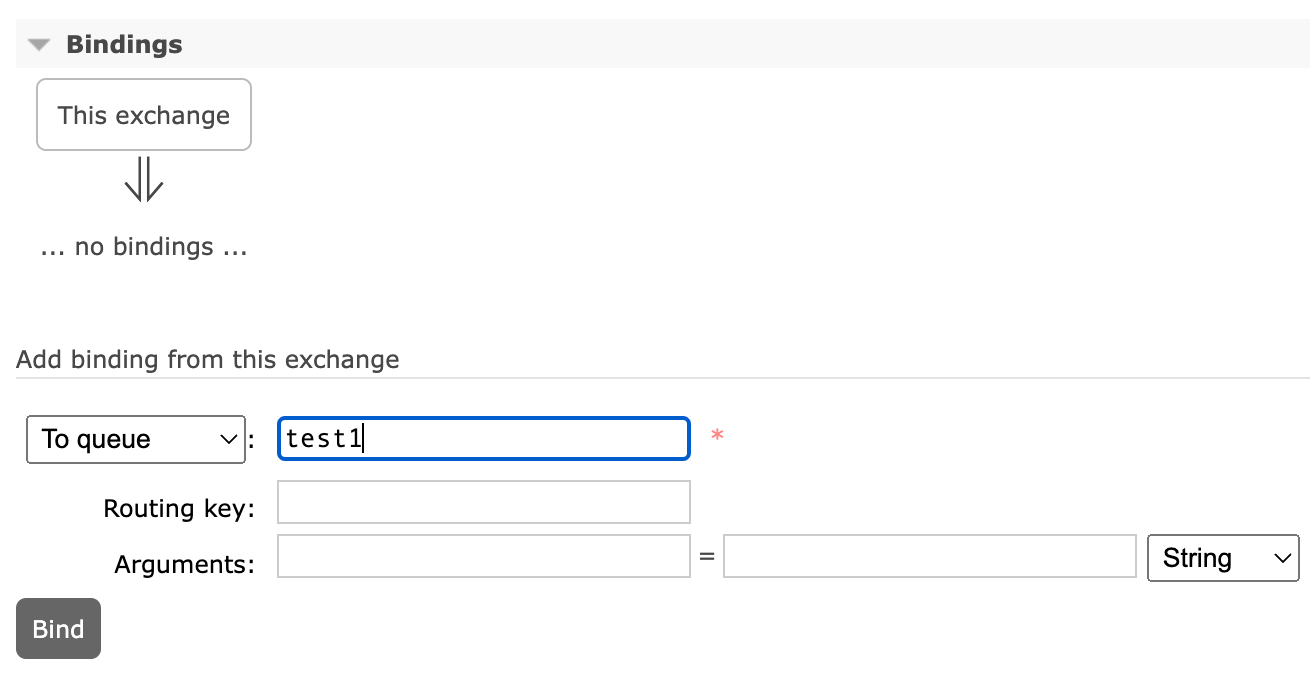 Bindings
This exchange
... no bindings ...
Add binding from this exchange
To queue : test1 *
Routing key:
Arguments: = String
Bind